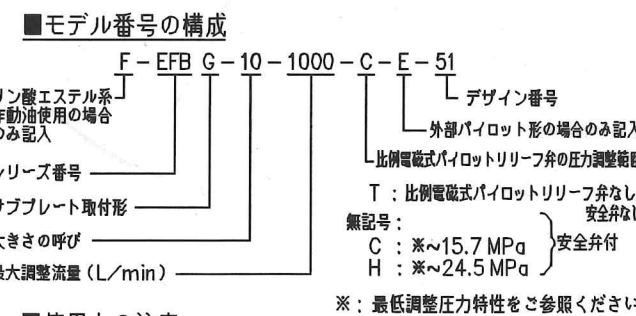 ■モデル番号の構成
F-EFB G-10-1000-C-E-51
リン酸エステル系
作動油使用の場合
のみ記入
シリーズ番号
サブプレート取付形
大きさの呼び
最大調整流量(L/min)
デザイン番号
外部パイロット形の場合のみ記入
比例電磁式パイロットリリーフ弁の圧力調整範囲
T : 比例電磁式パイロットリリーフ弁なし
安全弁なし
無記号:
C : ※~15.7 MPa
H : ※~24.5 MPa
安全弁付
※: 最低調整圧力特性をご参照ください